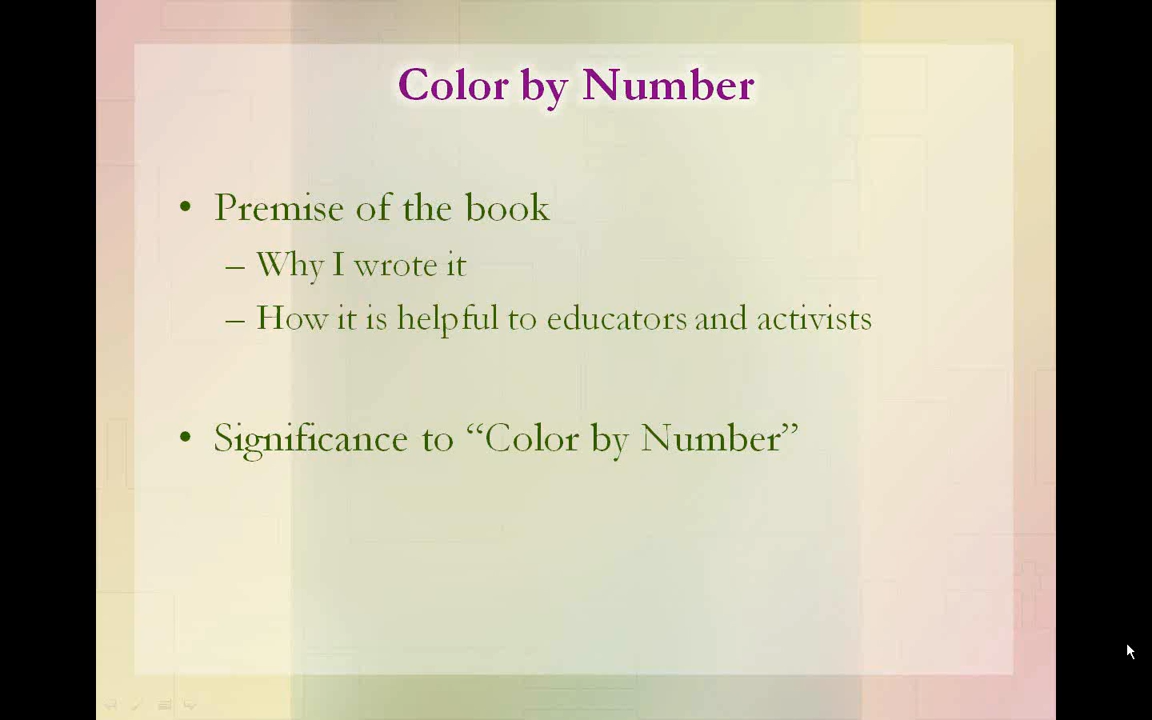 Color by Number
• Premise of the book
– Why I wrote it
– How it is helpful to educators and activists
• Significance to “Color by Number”